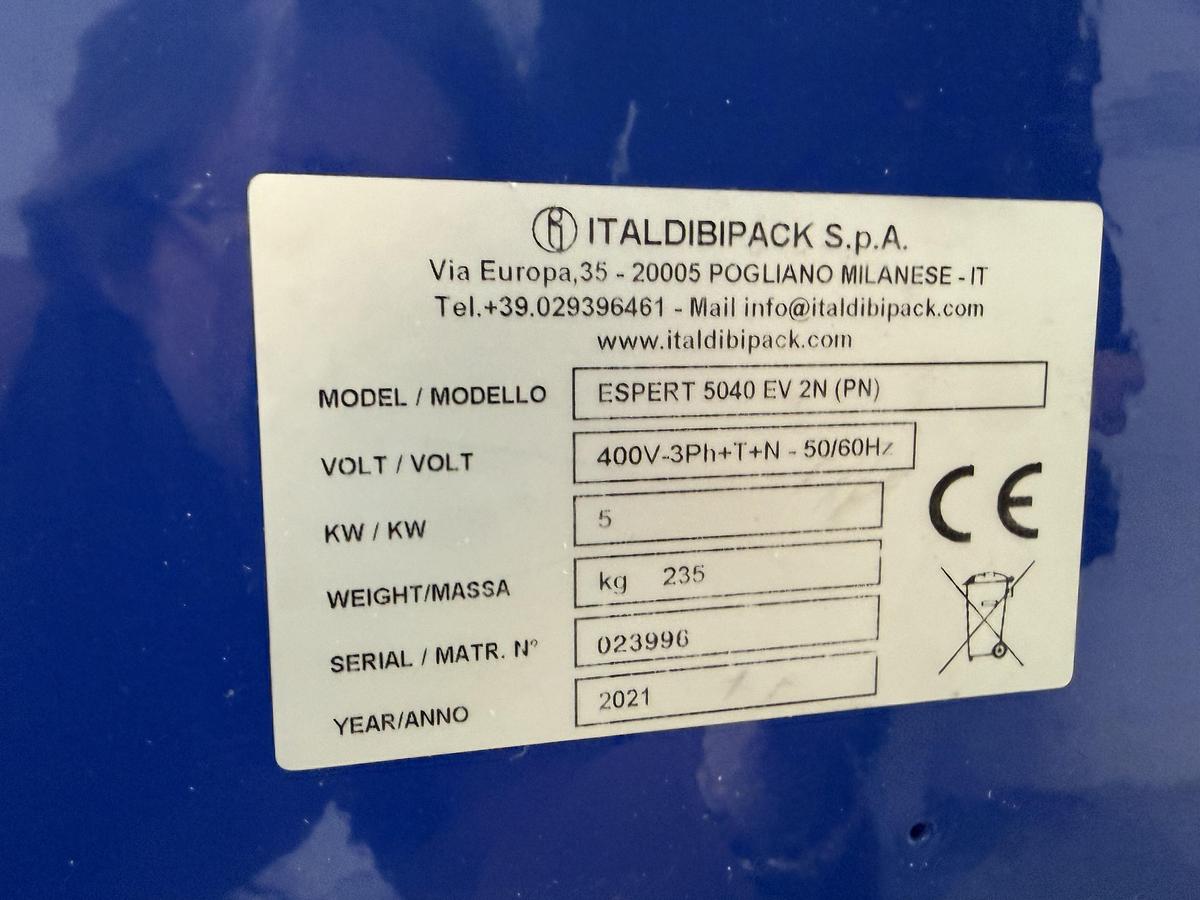 ITALDIBIPACK S.p.A.
Via Europa,35 - 20005 POGLIANO MILANESE - IT
Tel.+39.029396461 - Mail info@italdibipack.com
www.italdibipack.com
MODEL / MODELLO ESPERT 5040 EV 2N (PN)
VOLT / VOLT 400V-3Ph+T+N - 50/60Hz
KW / KW 5
CE
WEIGHT/MASSA kg 235
SERIAL / MATR. N° 023996
YEAR/ANNO 2021